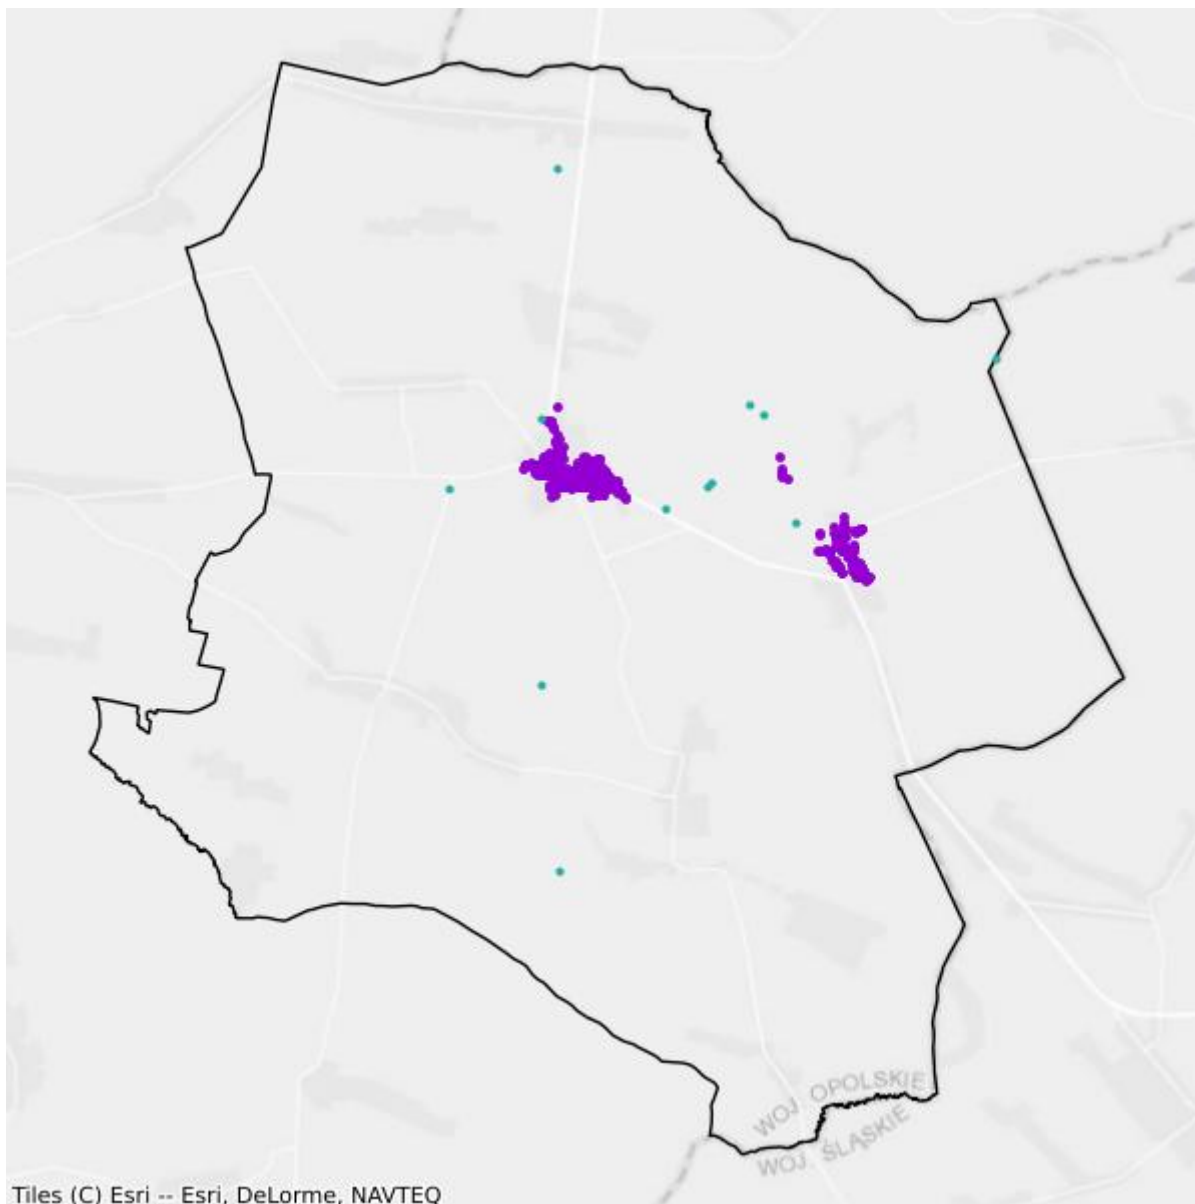 WOJ. OPOLSKIE
WOJ. ŚLĄSKIE
Tiles (C) Esri -- Esri, DeLorme, NAVTEQ